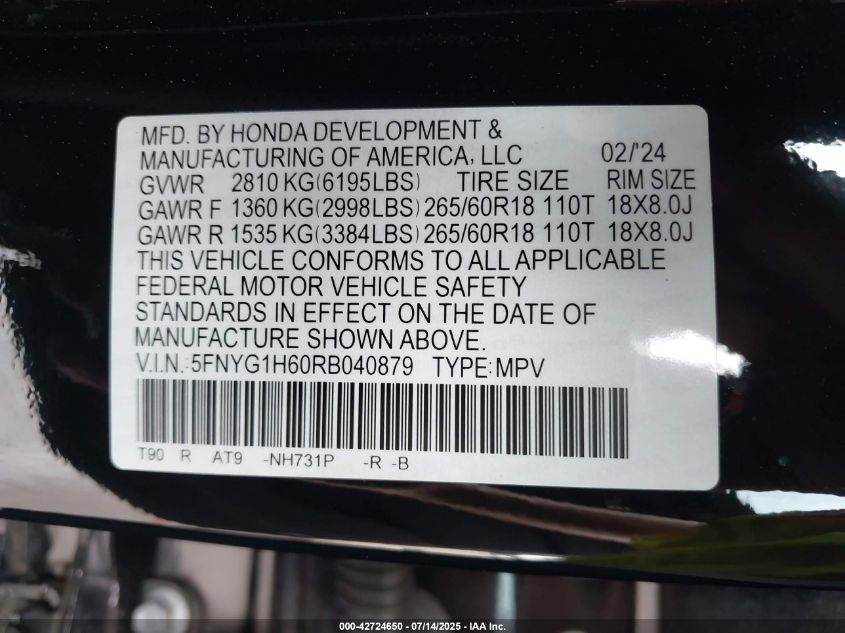 MFD. BY HONDA DEVELOPMENT &
MANUFACTURING OF AMERICA, LLC 02/'24
GVWR 2810 KG(6195LBS) TIRE SIZE RIM SIZE
GAWR F 1360 KG(2998LBS) 265/60R18 110T 18X8.0J
GAWR R 1535 KG(3384LBS) 265/60R18 110T 18X8.0J
THIS VEHICLE CONFORMS TO ALL APPLICABLE
FEDERAL MOTOR VEHICLE SAFETY
STANDARDS IN EFFECT ON THE DATE OF
MANUFACTURE SHOWN ABOVE.
V.I.N.:5FNYG1H60RB040879 TYPE:MPV
T90 R AT9 -NH731P -R -B
000-42724650 - 07/14/2025 - IAA Inc.